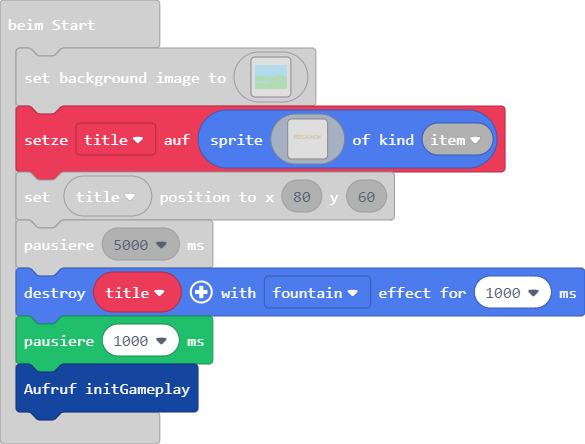 beim Start
set background image to
setze title auf sprite of kind item
set title position to x 80 y 60
pausiere 5000 ms
destroy title with fountain effect for 1000 ms
pausiere 1000 ms
Aufruf initGameplay